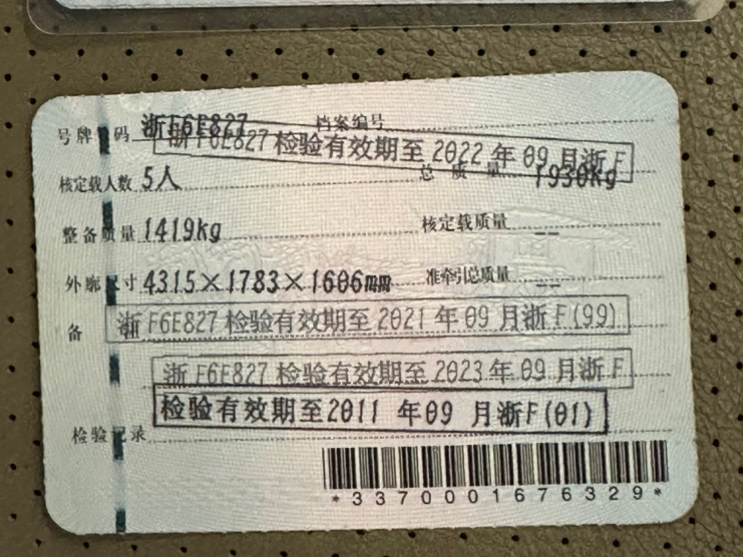 号牌号码 浙F6E827 档案编号
浙F6E827 检验有效期至 2022 年 09 月浙 F
核定载人数 5人 总 质 量 1930kg
整备质量 1419kg 核定载质量 --
外廓尺寸 4315×1783×1606mm 准牵引总质量 --
备
浙 F6E827 检验有效期至 2021 年 09 月浙 F(99)
浙 F6E827 检验有效期至 2023 年 09 月浙 F
检验有效期至2011 年09 月浙F(01)
检验记录
*3370001676329*